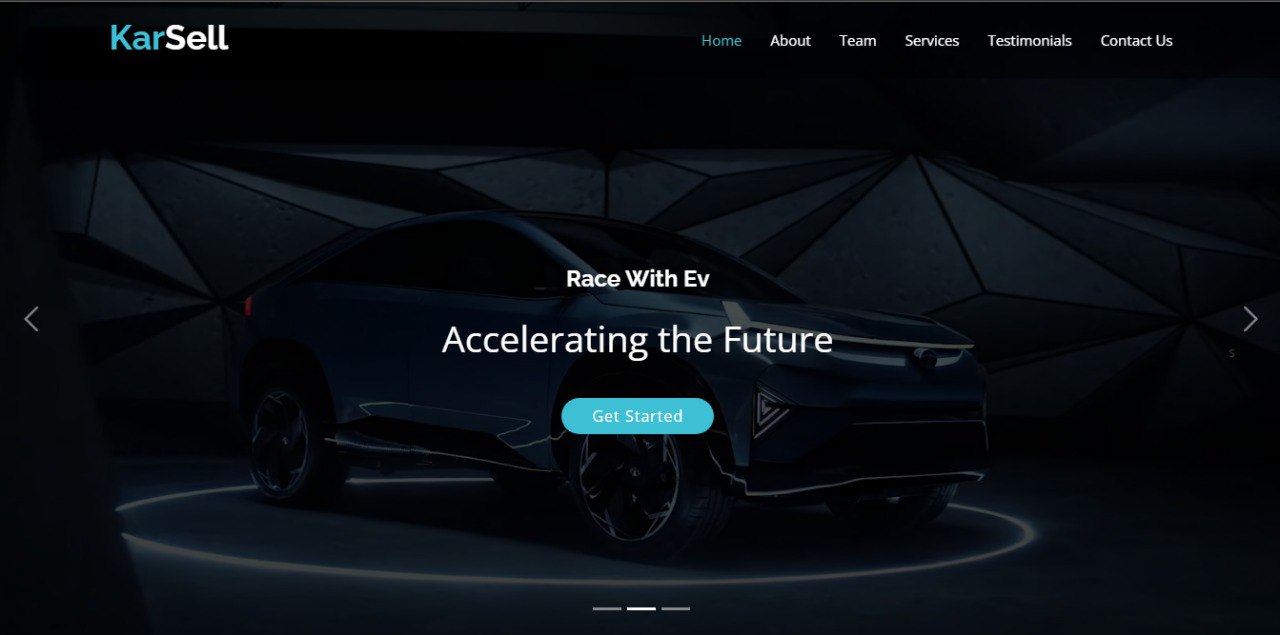 KarSell
Home About Team Services Testimonials Contact Us
Race With Ev
Accelerating the Future
s
Get Started